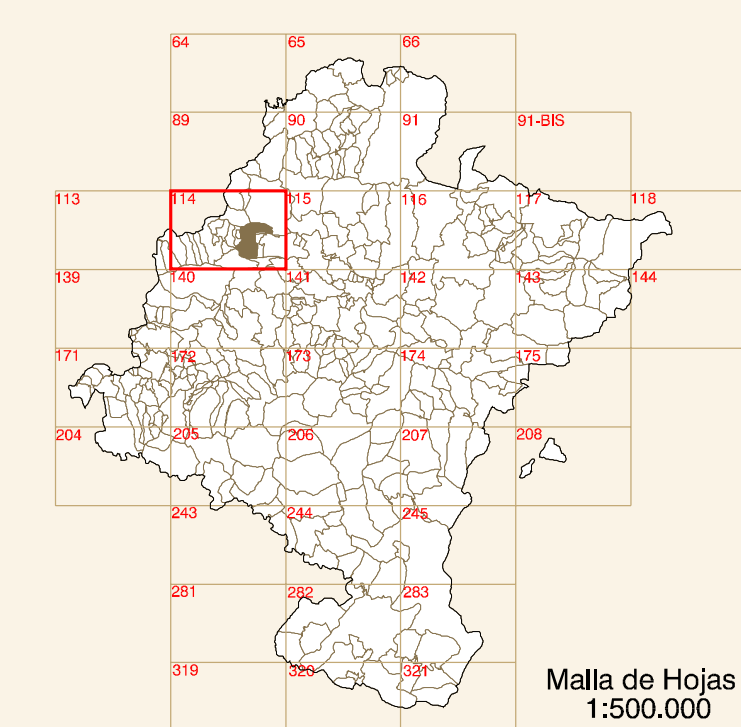 64 65 66
89 90 91 91-BIS
113 114 115 116 117 118
139 140 141 142 143 144
171 172 173 174 175
204 205 206 207 208
243 244 245
281 282 283
319 320 321
Malla de Hojas
1:500.000